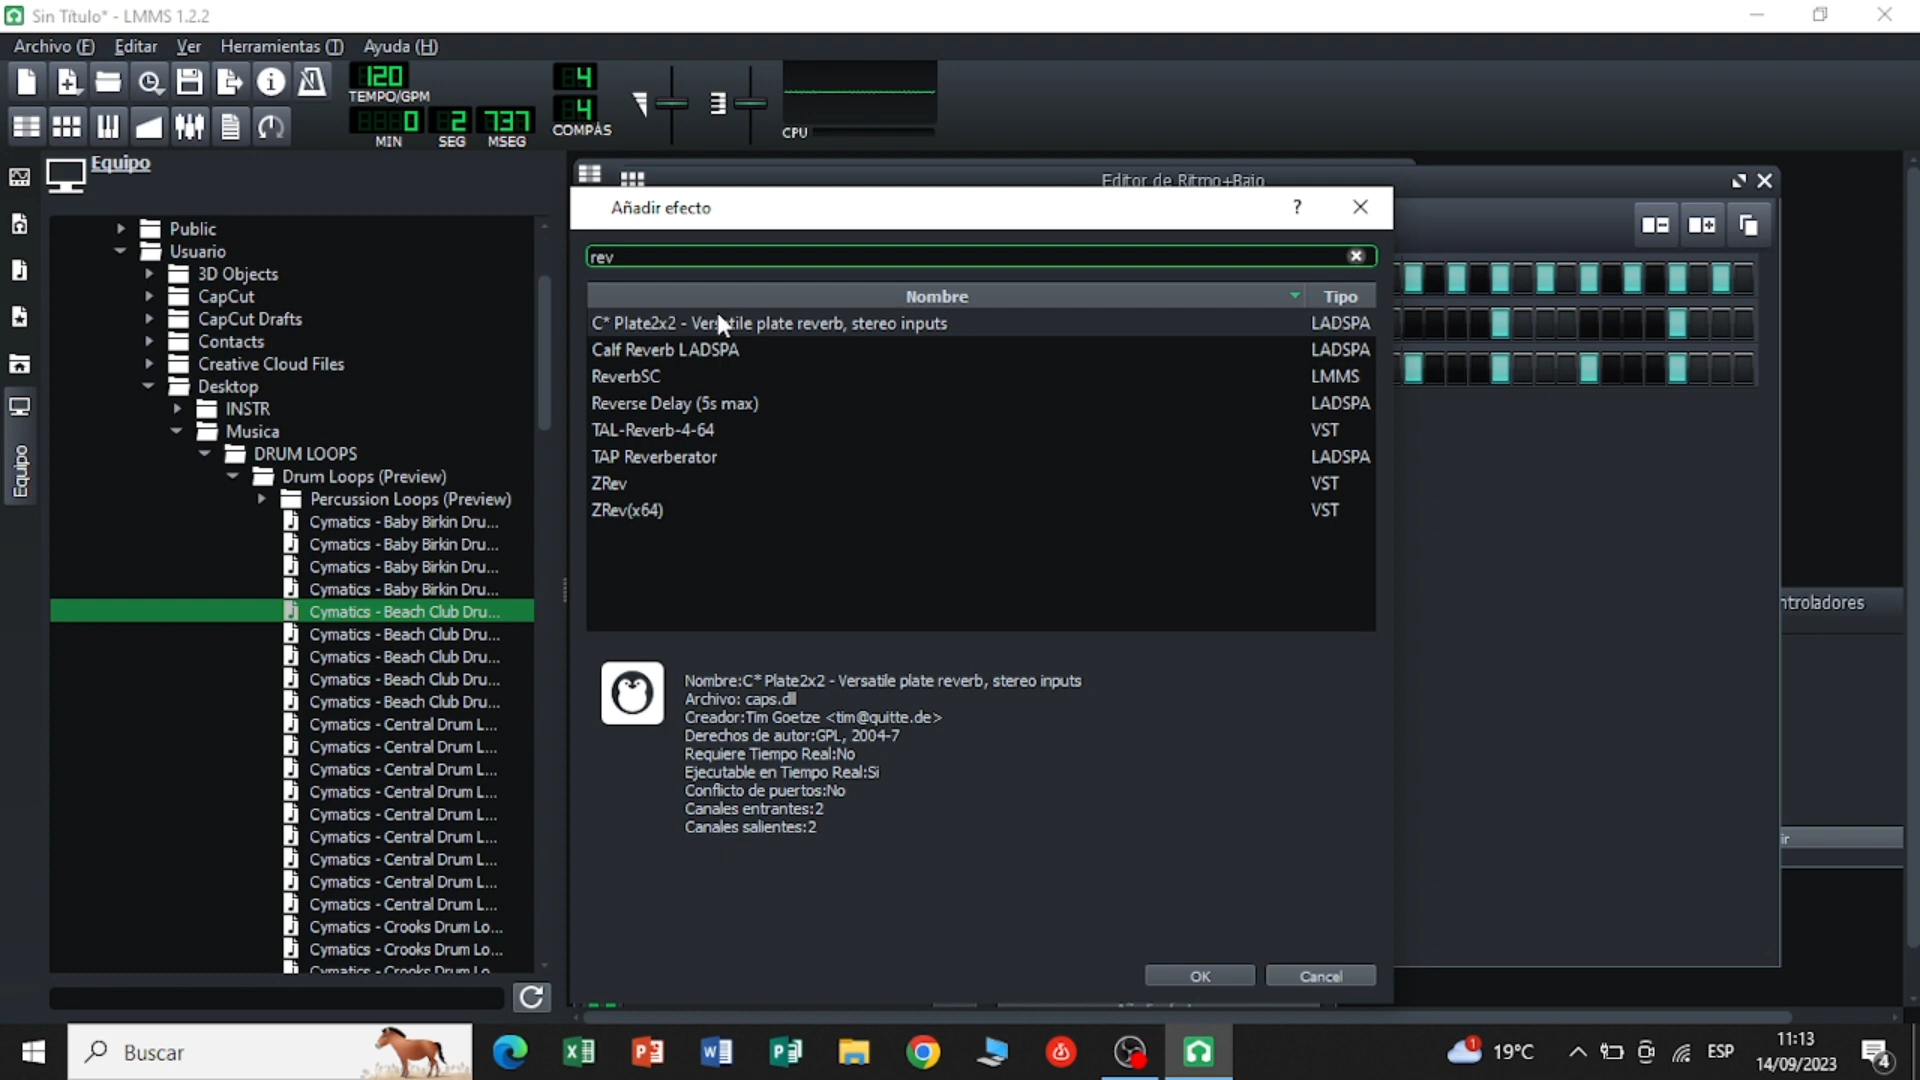 Sin Título* - LMMS 1.2.2
Archivo (F) Editar Ver Herramientas (T) Ayuda (H)
120
TEMPO/GPM
0 2 737
MIN SEG MSEG
4
4
COMPÁS
CPU
Equipo
Equipo
Public
Usuario
3D Objects
CapCut
CapCut Drafts
Contacts
Creative Cloud Files
Desktop
INSTR
Musica
DRUM LOOPS
Drum Loops (Preview)
Percussion Loops (Preview)
Cymatics - Baby Birkin Dru...
Cymatics - Baby Birkin Dru...
Cymatics - Baby Birkin Dru...
Cymatics - Baby Birkin Dru...
Cymatics - Beach Club Dru...
Cymatics - Beach Club Dru...
Cymatics - Beach Club Dru...
Cymatics - Beach Club Dru...
Cymatics - Beach Club Dru...
Cymatics - Central Drum L...
Cymatics - Central Drum L...
Cymatics - Central Drum L...
Cymatics - Central Drum L...
Cymatics - Central Drum L...
Cymatics - Central Drum L...
Cymatics - Central Drum L...
Cymatics - Central Drum L...
Cymatics - Central Drum L...
Cymatics - Crooks Drum Lo...
Cymatics - Crooks Drum Lo...
Cymatics - Crooks Drum Lo
Editor de Ritmo+Bajo
Añadir efecto
?
rev
Nombre Tipo
C* Plate2x2 - Versatile plate reverb, stereo inputs LADSPA
Calf Reverb LADSPA LADSPA
ReverbSC LMMS
Reverse Delay (5s max) LADSPA
TAL-Reverb-4-64 VST
TAP Reverberator LADSPA
ZRev VST
ZRev(x64) VST
Nombre:C* Plate2x2 - Versatile plate reverb, stereo inputs
Archivo: caps.dll
Creador:Tim Goetze <tim@quitte.de>
Derechos de autor:GPL, 2004-7
Requiere Tiempo Real:No
Ejecutable en Tiempo Real:Si
Conflicto de puertos:No
Canales entrantes:2
Canales salientes:2
OK Cancel
ntroladores
ir
Buscar
1
19°C
ESP
11:13
14/09/2023
4